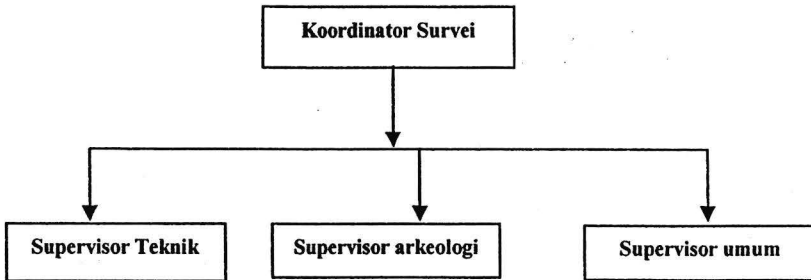 Koordinator Survei
Supervisor Teknik
Supervisor arkeologi
Supervisor umum